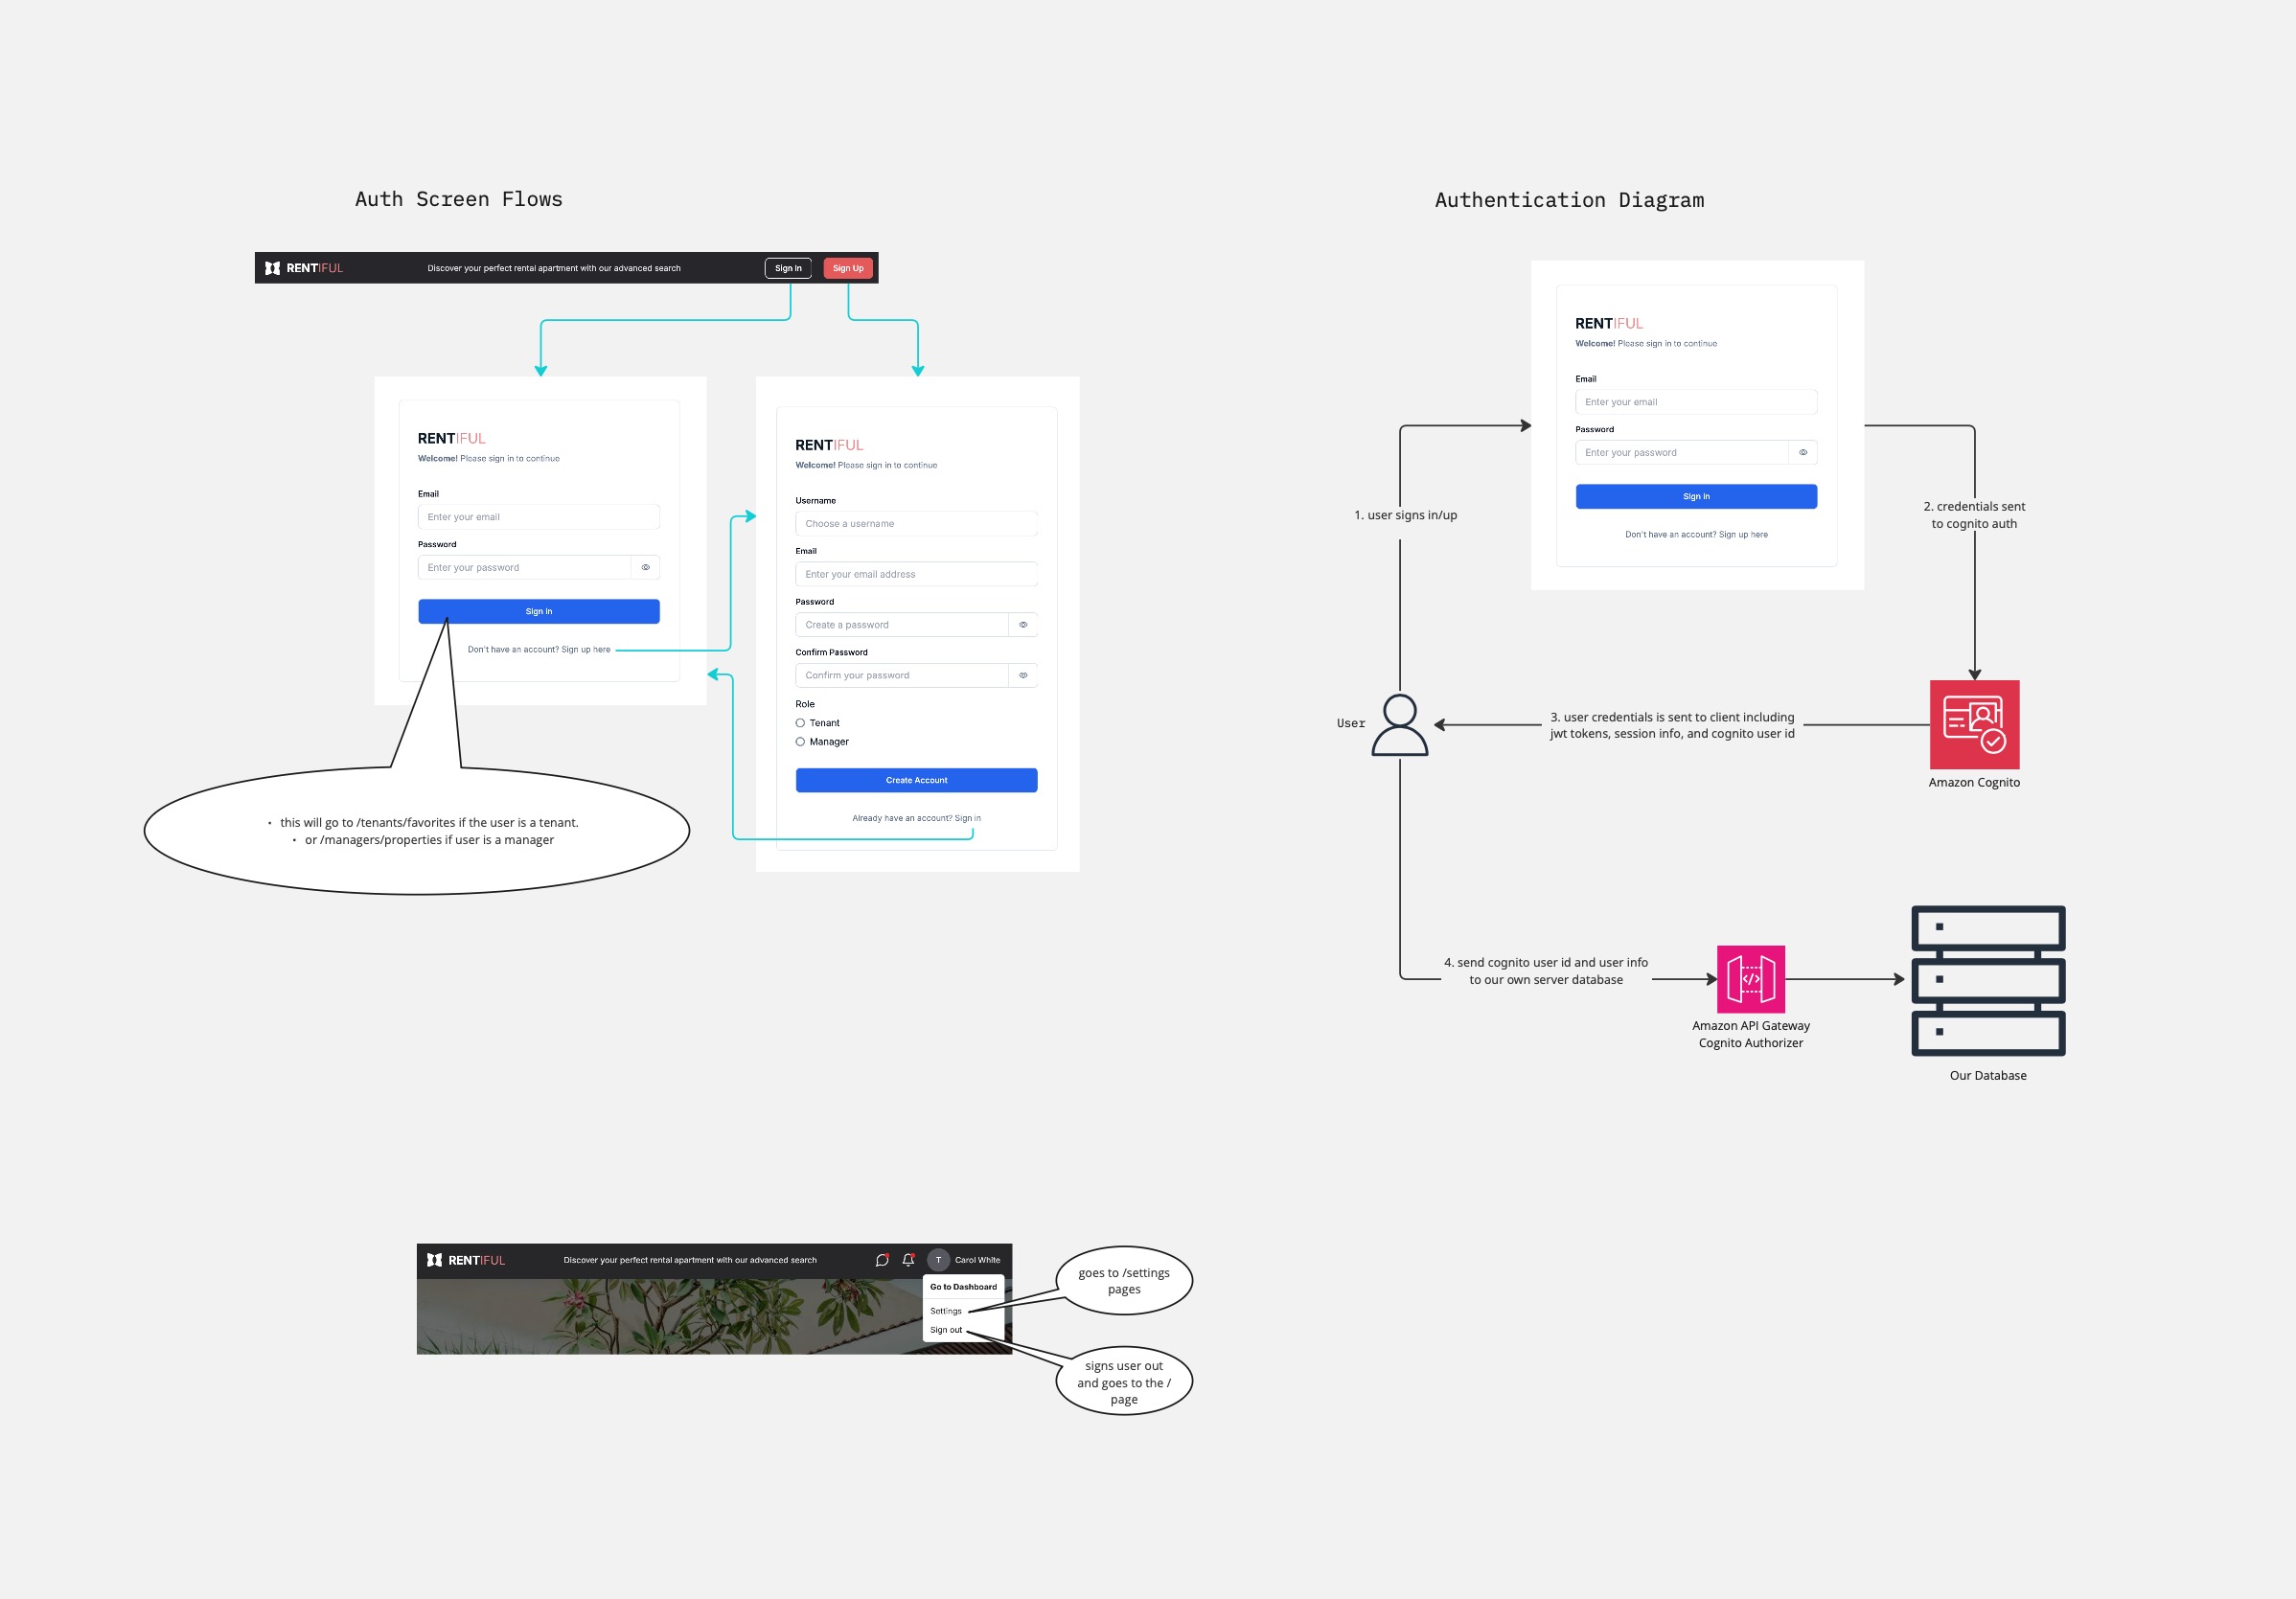 Auth Screen Flows
RENTIFUL
Discover your perfect rental apartment with our advanced search
Sign In
Sign Up
RENTIFUL
Welcome! Please sign in to continue
Email
Enter your email
Password
Enter your password
Sign in
Don't have an account? Sign up here
• this will go to /tenants/favorites if the user is a tenant.
• or /managers/properties if user is a manager
RENTIFUL
Welcome! Please sign in to continue
Username
Choose a username
Email
Enter your email address
Password
Create a password
Confirm Password
Confirm your password
Role
Tenant
Manager
Create Account
Already have an account? Sign in
Authentication Diagram
RENTIFUL
Welcome! Please sign in to continue
Email
Enter your email
Password
Enter your password
Sign in
Don't have an account? Sign up here
1. user signs in/up
2. credentials sent
to cognito auth
User
3. user credentials is sent to client including
jwt tokens, session info, and cognito user id
Amazon Cognito
4. send cognito user id and user info
to our own server database
Amazon API Gateway
Cognito Authorizer
Our Database
RENTIFUL
Discover your perfect rental apartment with our advanced search
T
Carol White
Go to Dashboard
Settings
Sign out
goes to /settings
pages
signs user out
and goes to the /
page